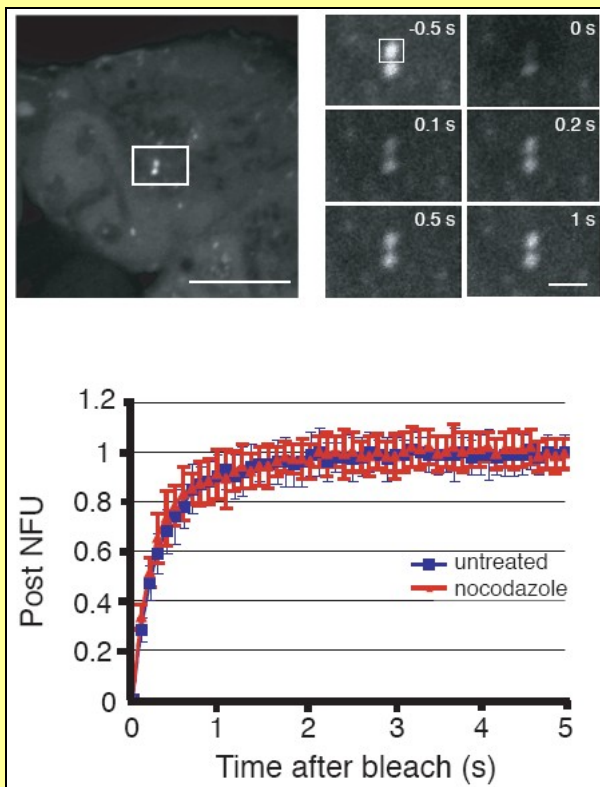 -0.5 s
0 s
0.1 s
0.2 s
0.5 s
1 s
1.2
1
0.8
0.6
0.4
0.2
0
Post NFU
untreated
nocodazole
0 1 2 3 4 5
Time after bleach (s)